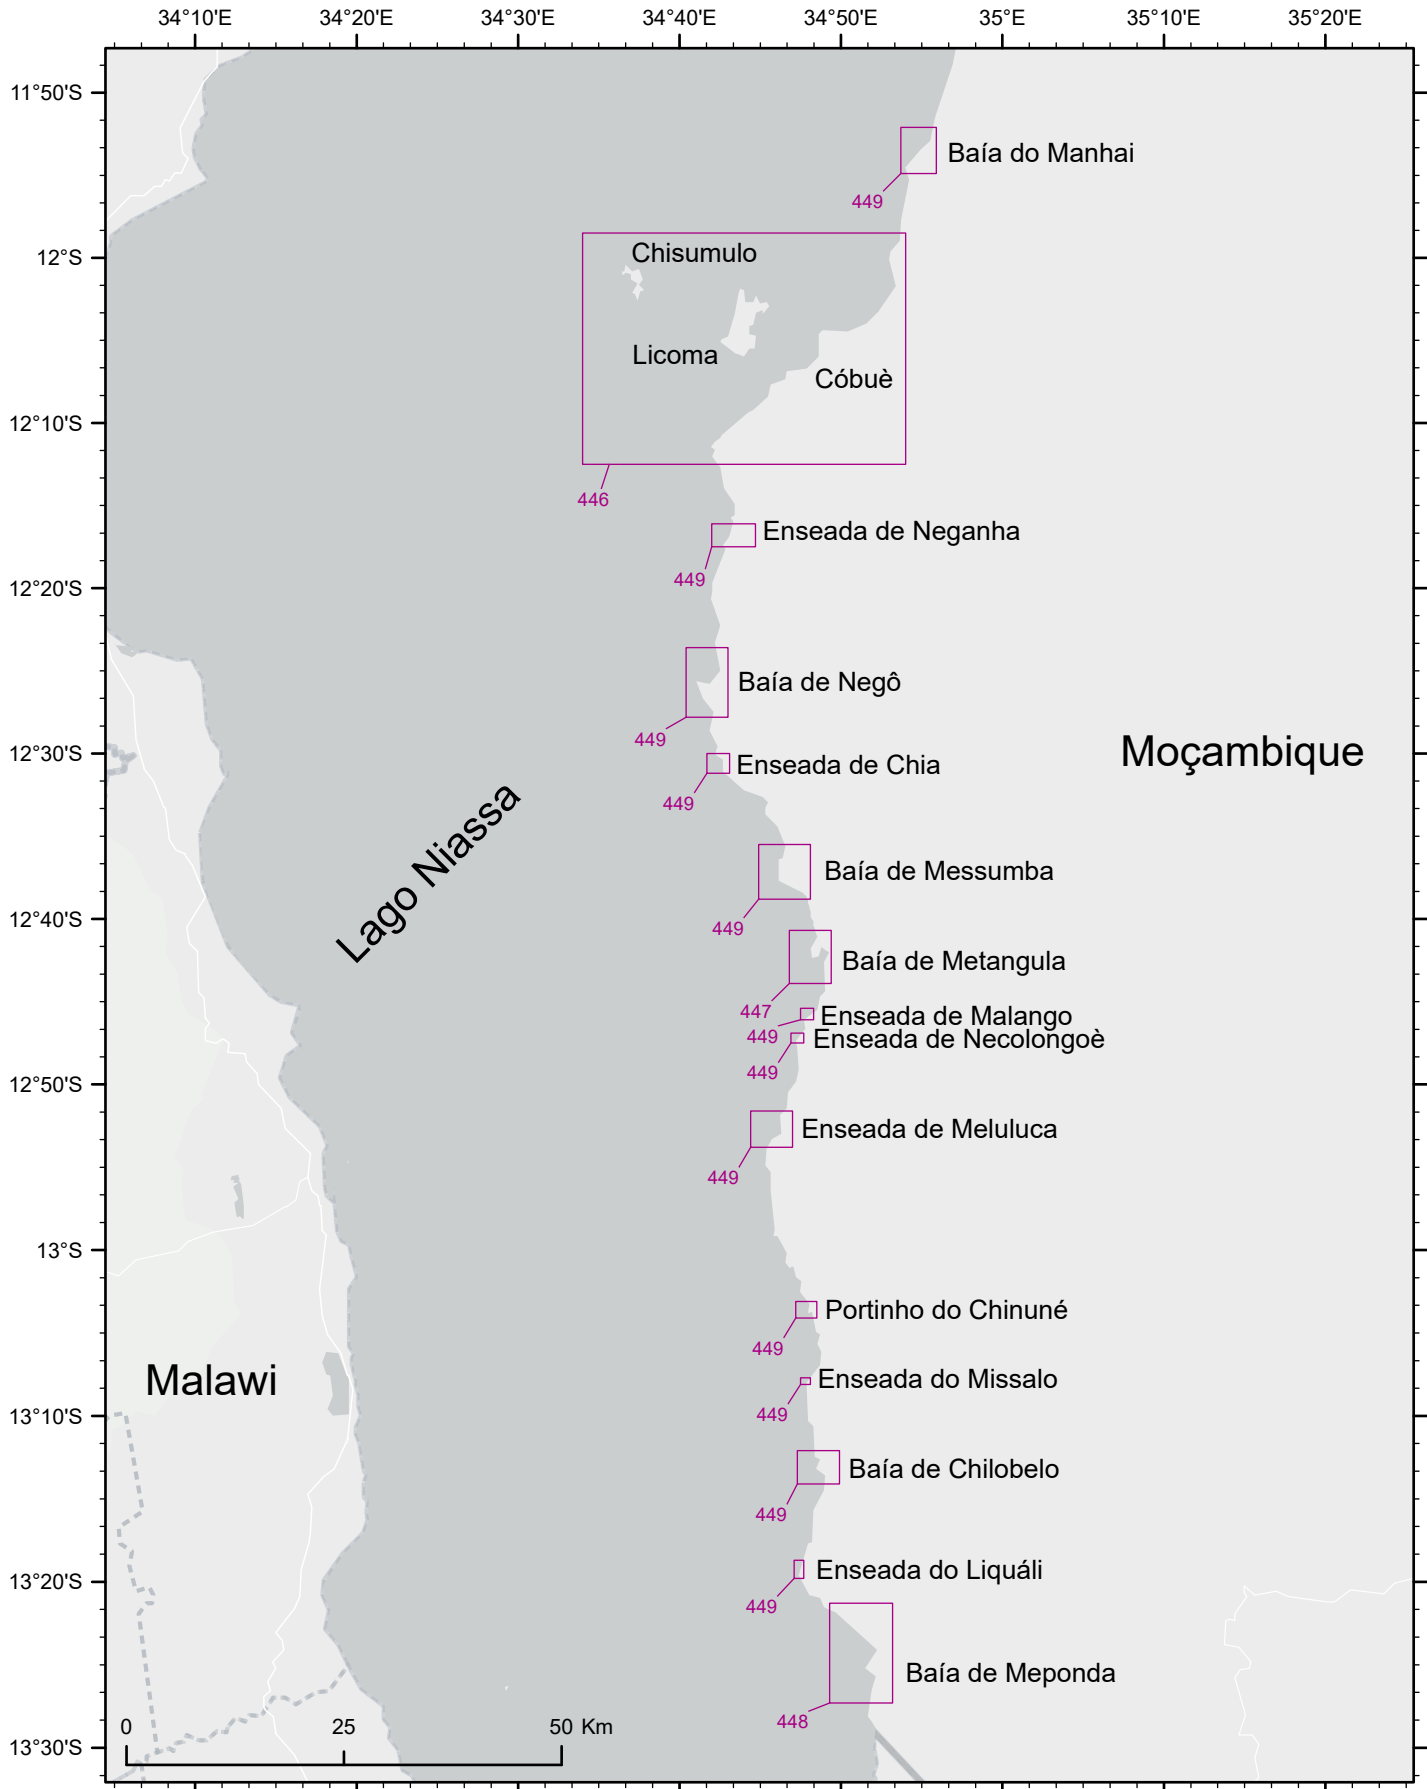 34°10'E 34°20'E 34°30'E 34°40'E 34°50'E 35°E 35°10'E 35°20'E
11°50'S
Baía do Manhai
449
Chisumulo
12°S
Licoma
Cóbuè
12°10'S
446
Enseada de Neganha
449
12°20'S
Baía de Negô
449
12°30'S
Moçambique
Enseada de Chia
449
Lago Niassa
Baía de Messumba
12°40'S
449
Baía de Metangula
447
Enseada de Malango
449
Enseada de Necolongoè
449
12°50'S
Enseada de Meluluca
449
13°S
Portinho do Chinuné
449
Malawi
Enseada do Missalo
449
13°10'S
Baía de Chilobelo
449
Enseada do Liquáli
13°20'S
449
Baía de Meponda
448
0 25 50 Km
13°30'S